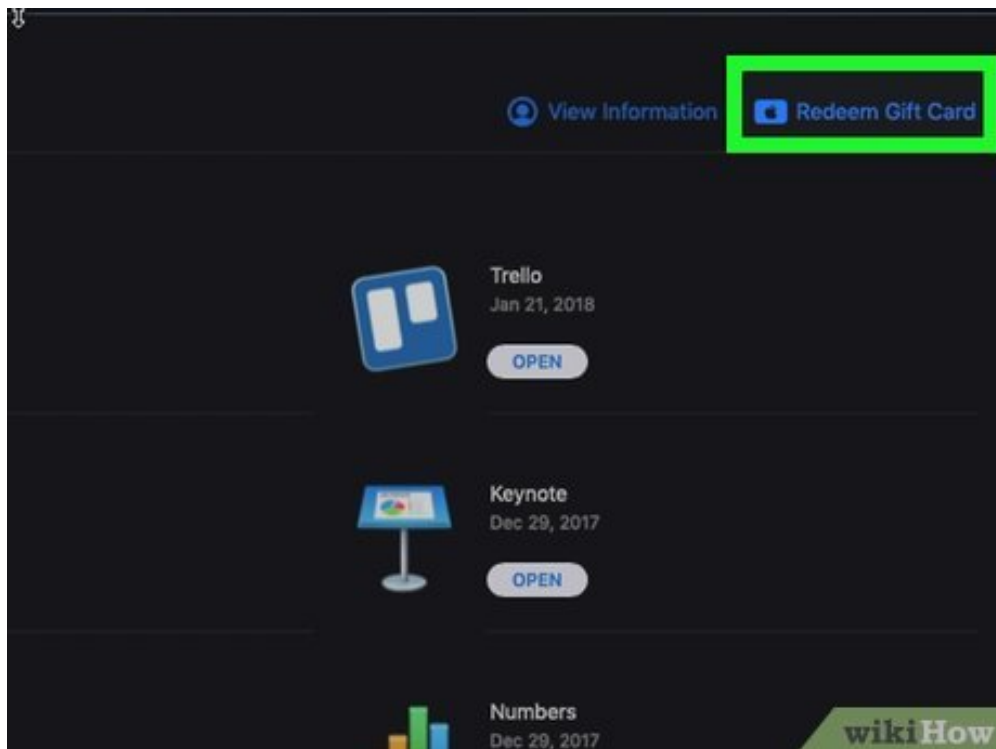 View Information
Redeem Gift Card
Trello
Jan 21, 2018
OPEN
Keynote
Dec 29, 2017
OPEN
Numbers
Dec 29, 2017
wikiHow